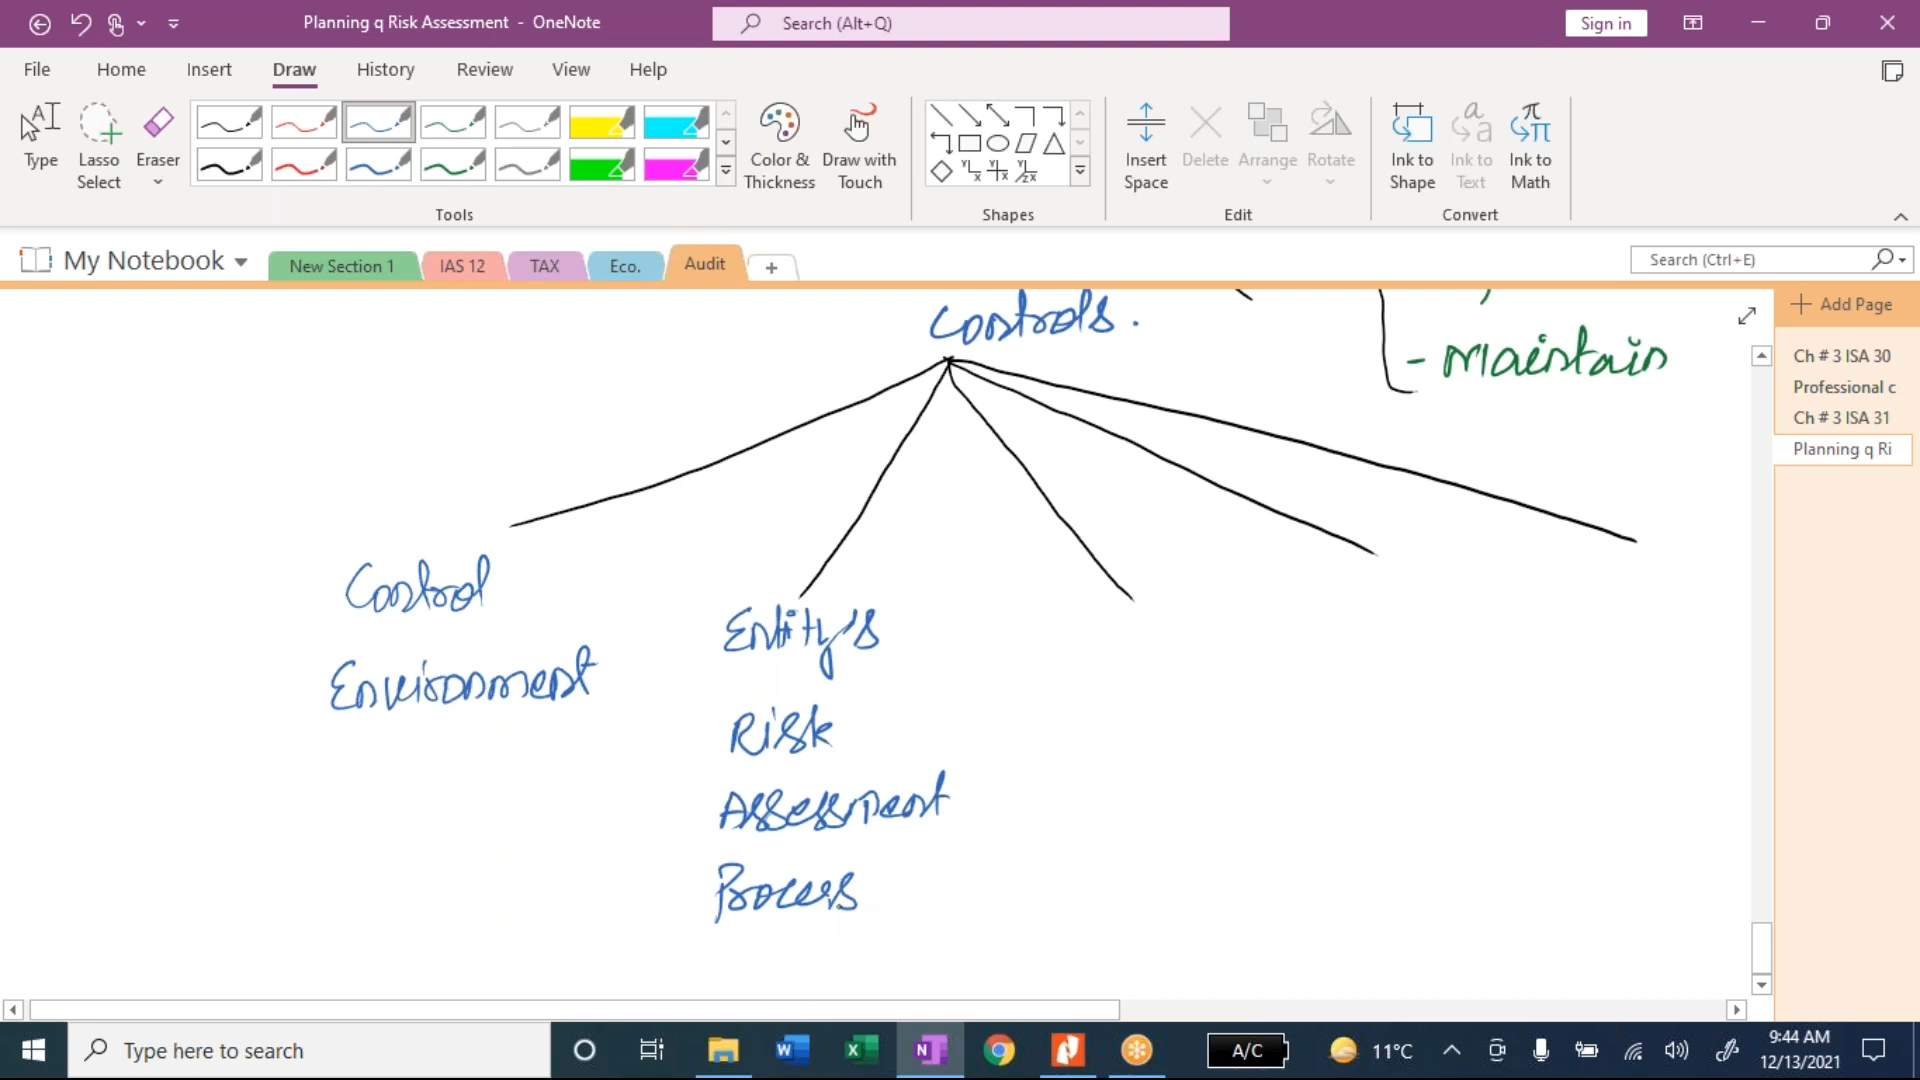 Planning q Risk Assessment - OneNote
Search (Alt+Q)
Sign in
File
Home
Insert
Draw
History
Review
View
Help
Type
Lasso Select
Eraser
Color & Thickness
Draw with Touch
Insert Space
Delete
Arrange
Rotate
Ink to Shape
Ink to Text
Ink to Math
Tools
Shapes
Edit
Convert
My Notebook
New Section 1
IAS 12
TAX
Eco.
Audit
Search (Ctrl+E)
Add Page
Ch # 3 ISA 30
Professional c
Ch # 3 ISA 31
Planning q Ri
Controls.
- Maintain
Control
Environment
Entity's
Risk
Assessment
Process
Type here to search
A/C
11°C
9:44 AM
12/13/2021